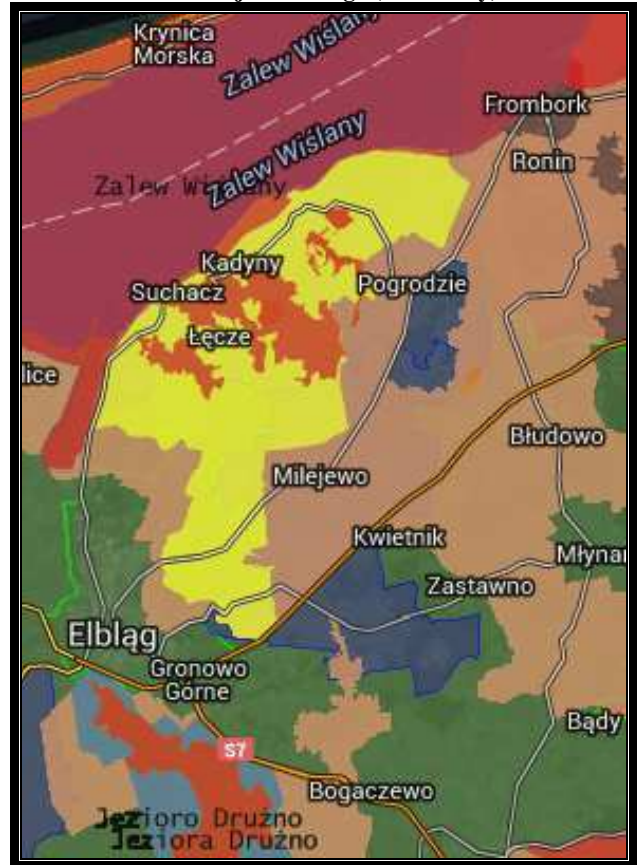 Krynica
Morska
Zalew Wiślany
Frombork
Zalew Wiślany
Ronin
Zalew Wiślany
Kadyny
Pogrodzie
Suchacz
Łęcze
lice
Błudowo
Milejewo
Kwietnik
Młynar
Zastawno
Elbląg
Gronowo
Górne
Bądy
S7
Bogaczewo
Jezioro Drużno
Jeziora Drużno